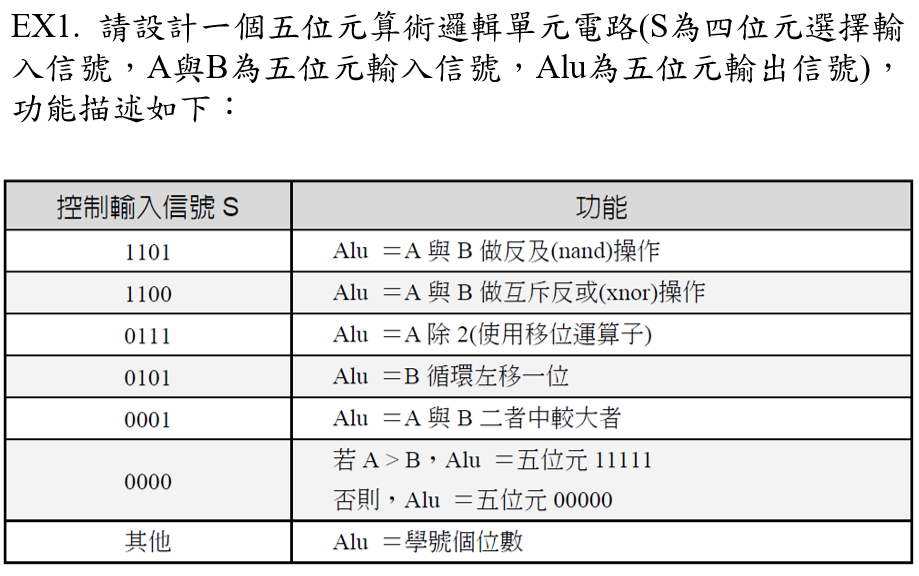 EX1. 請設計一個五位元算術邏輯單元電路(S為四位元選擇輸
入信號，A與B為五位元輸入信號，Alu為五位元輸出信號)，
功能描述如下：
控制輸入信號 S 功能
1101 Alu ＝A 與 B 做反及(nand)操作
1100 Alu ＝A 與 B 做互斥反或(xnor)操作
0111 Alu ＝A 除 2(使用移位運算子)
0101 Alu ＝B 循環左移一位
0001 Alu ＝A 與 B 二者中較大者
0000 若 A > B，Alu ＝五位元 11111
否則，Alu ＝五位元 00000
其他 Alu ＝學號個位數